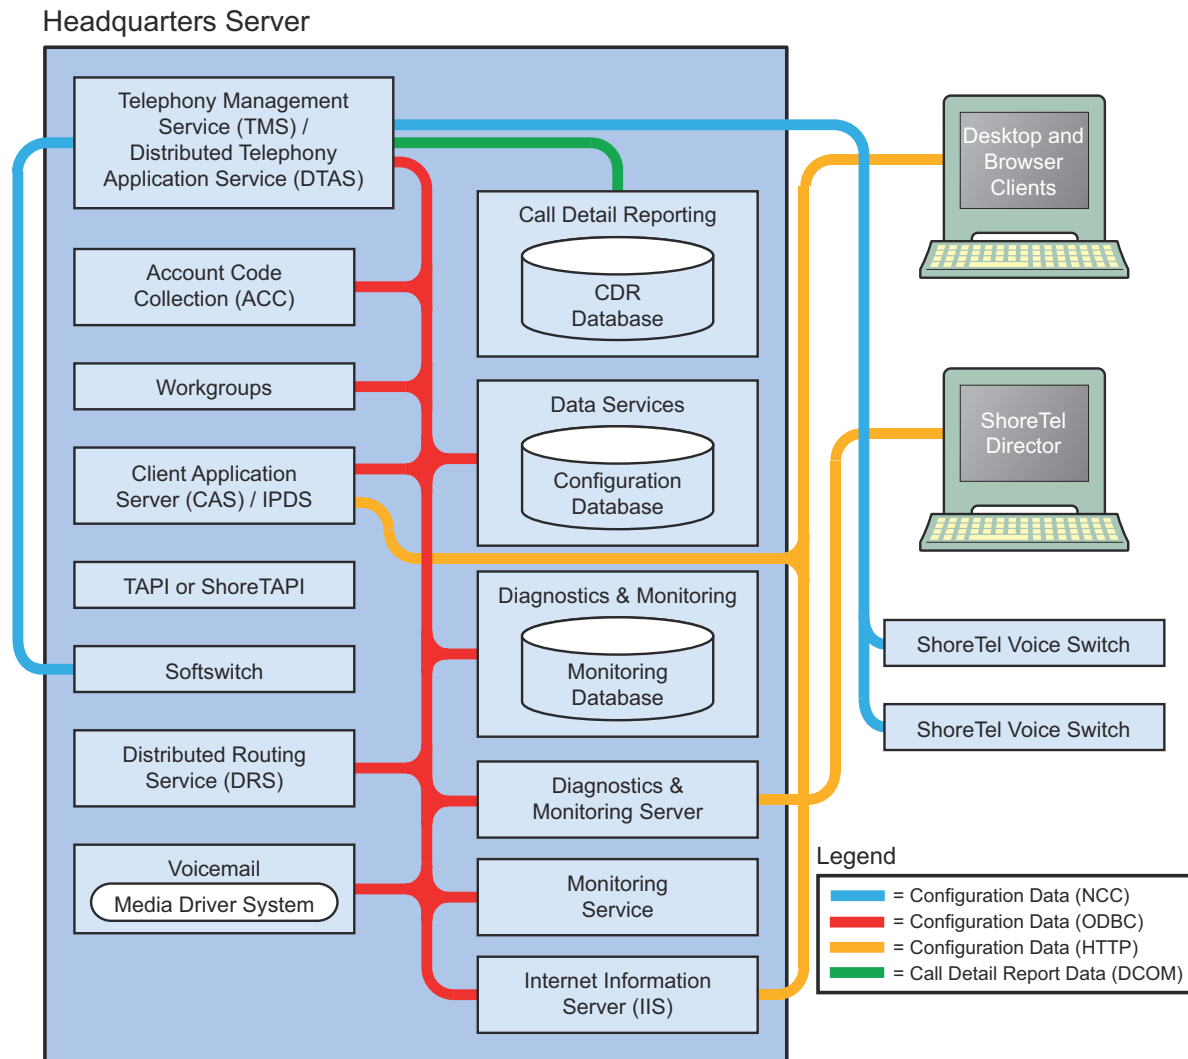 Headquarters Server
Telephony Management
Service (TMS) /
Distributed Telephony
Application Service (DTAS)
Account Code
Collection (ACC)
Workgroups
Client Application
Server (CAS) / IPDS
TAPI or ShoreTAPI
Softswitch
Distributed Routing
Service (DRS)
Voicemail
Media Driver System
Call Detail Reporting
CDR
Database
Data Services
Configuration
Database
Diagnostics & Monitoring
Monitoring
Database
Diagnostics &
Monitoring Server
Monitoring
Service
Internet Information
Server (IIS)
Desktop and
Browser
Clients
ShoreTel
Director
ShoreTel Voice Switch
ShoreTel Voice Switch
Legend
= Configuration Data (NCC)
= Configuration Data (ODBC)
= Configuration Data (HTTP)
= Call Detail Report Data (DCOM)